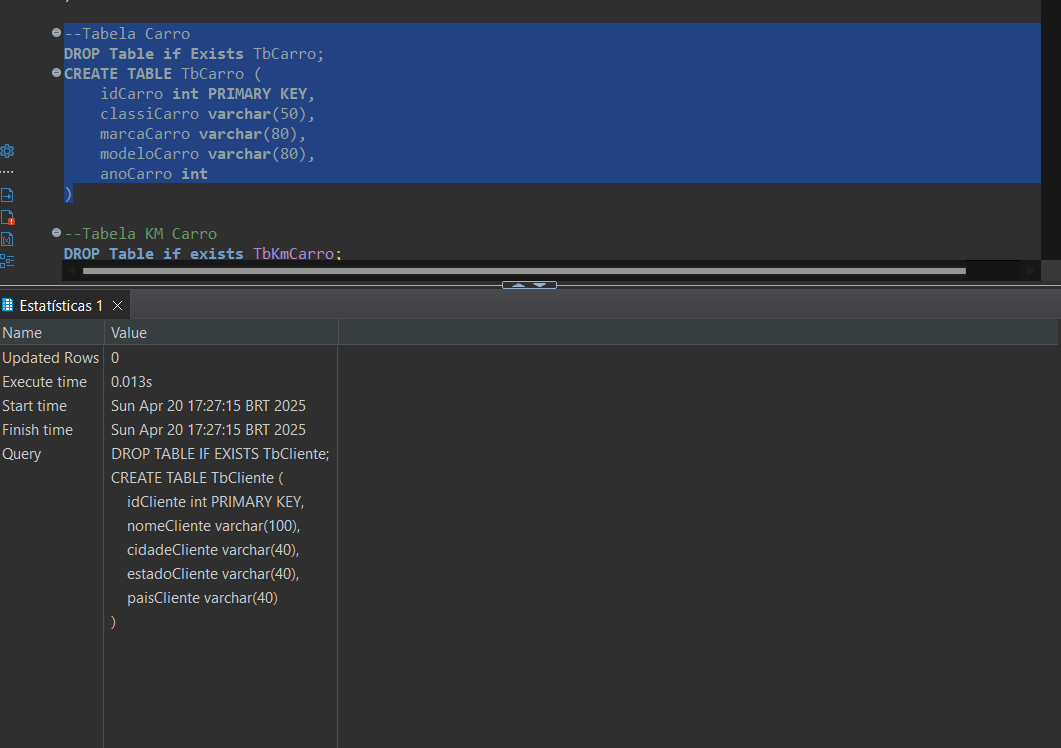 --Tabela Carro
DROP Table if Exists TbCarro;
CREATE TABLE TbCarro (
    idCarro int PRIMARY KEY,
    classiCarro varchar(50),
    marcaCarro varchar(80),
    modeloCarro varchar(80),
    anoCarro int
)
--Tabela KM Carro
DROP Table if exists TbKmCarro;
Estatísticas 1
Name Value
Updated Rows 0
Execute time 0.013s
Start time Sun Apr 20 17:27:15 BRT 2025
Finish time Sun Apr 20 17:27:15 BRT 2025
Query DROP TABLE IF EXISTS TbCliente;
CREATE TABLE TbCliente (
    idCliente int PRIMARY KEY,
    nomeCliente varchar(100),
    cidadeCliente varchar(40),
    estadoCliente varchar(40),
    paisCliente varchar(40)
)